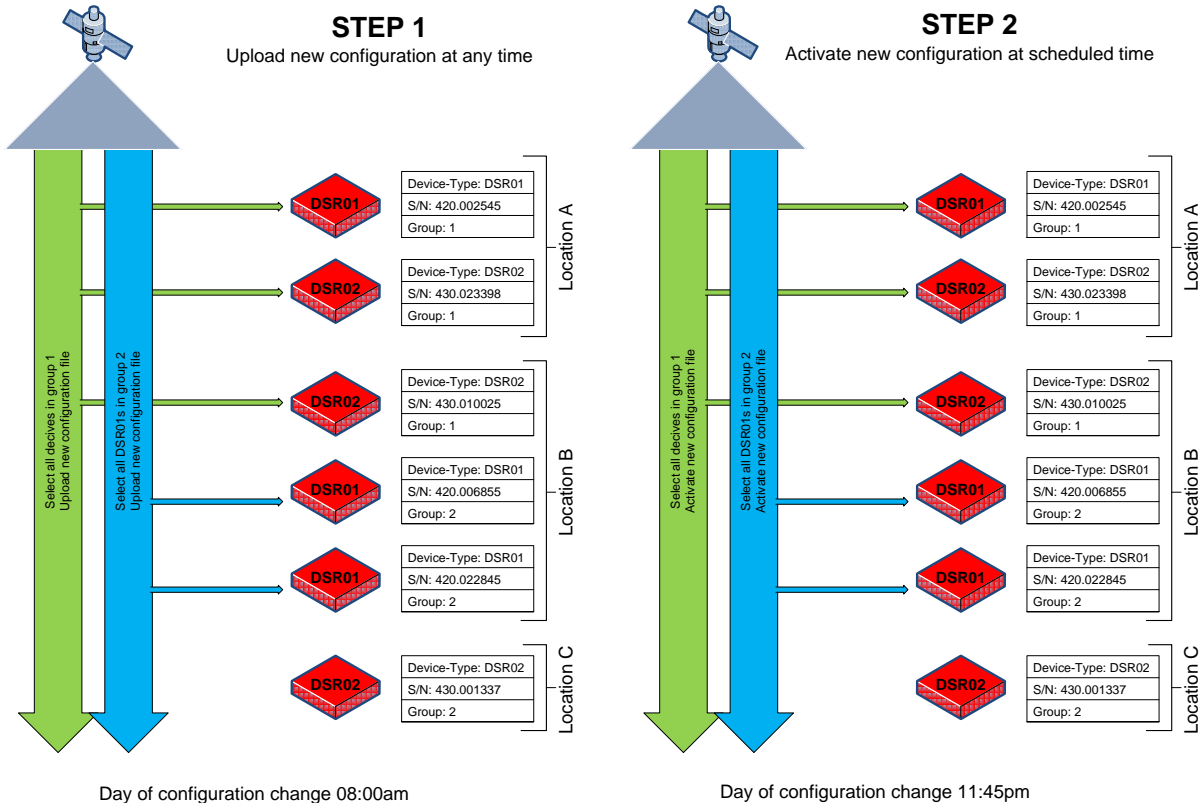 STEP 1
Upload new configuration at any time
Select all decives in group 1
Upload new configuration file
Select all DSR01s in group 2
Upload new configuration file
DSR01
Device-Type: DSR01
S/N: 420.002545
Group: 1
DSR02
Device-Type: DSR02
S/N: 430.023398
Group: 1
Location A
DSR02
Device-Type: DSR02
S/N: 430.010025
Group: 1
DSR01
Device-Type: DSR01
S/N: 420.006855
Group: 2
DSR01
Device-Type: DSR01
S/N: 420.022845
Group: 2
Location B
DSR02
Device-Type: DSR02
S/N: 430.001337
Group: 2
Location C
Day of configuration change 08:00am
STEP 2
Activate new configuration at scheduled time
Select all decives in group 1
Activate new configuration file
Select all DSR01s in group 2
Activate new configuration file
DSR01
Device-Type: DSR01
S/N: 420.002545
Group: 1
DSR02
Device-Type: DSR02
S/N: 430.023398
Group: 1
Location A
DSR02
Device-Type: DSR02
S/N: 430.010025
Group: 1
DSR01
Device-Type: DSR01
S/N: 420.006855
Group: 2
DSR01
Device-Type: DSR01
S/N: 420.022845
Group: 2
Location B
DSR02
Device-Type: DSR02
S/N: 430.001337
Group: 2
Location C
Day of configuration change 11:45pm